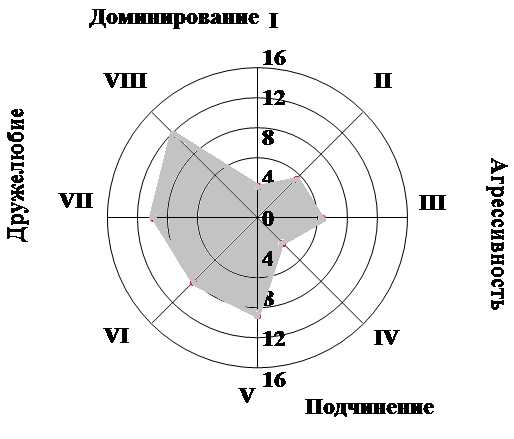 Доминирование I
VIII
II
16
12
8
4
0
4
8
12
16
VII
III
VI
IV
V
Дружелюбие
Агрессивность
Подчинение